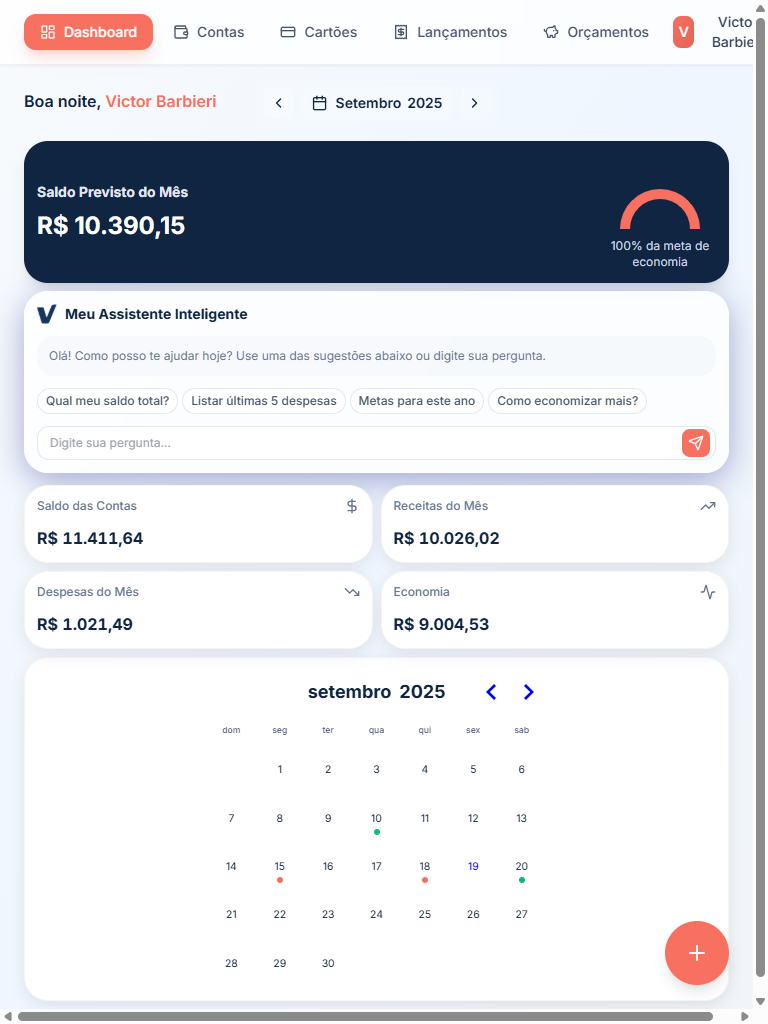 Dashboard Contas Cartões Lançamentos Orçamentos V Victo
Barbie
Boa noite, Victor Barbieri Setembro 2025
Saldo Previsto do Mês
R$ 10.390,15
100% da meta de
economia
Meu Assistente Inteligente
Olá! Como posso te ajudar hoje? Use uma das sugestões abaixo ou digite sua pergunta.
Qual meu saldo total? Listar últimas 5 despesas Metas para este ano Como economizar mais?
Digite sua pergunta...
Saldo das Contas $ Receitas do Mês
R$ 11.411,64 R$ 10.026,02
Despesas do Mês Economia
R$ 1.021,49 R$ 9.004,53
setembro 2025
dom seg ter qua qui sex sab
1 2 3 4 5 6
7 8 9 10 11 12 13
14 15 16 17 18 19 20
21 22 23 24 25 26 27
28 29 30